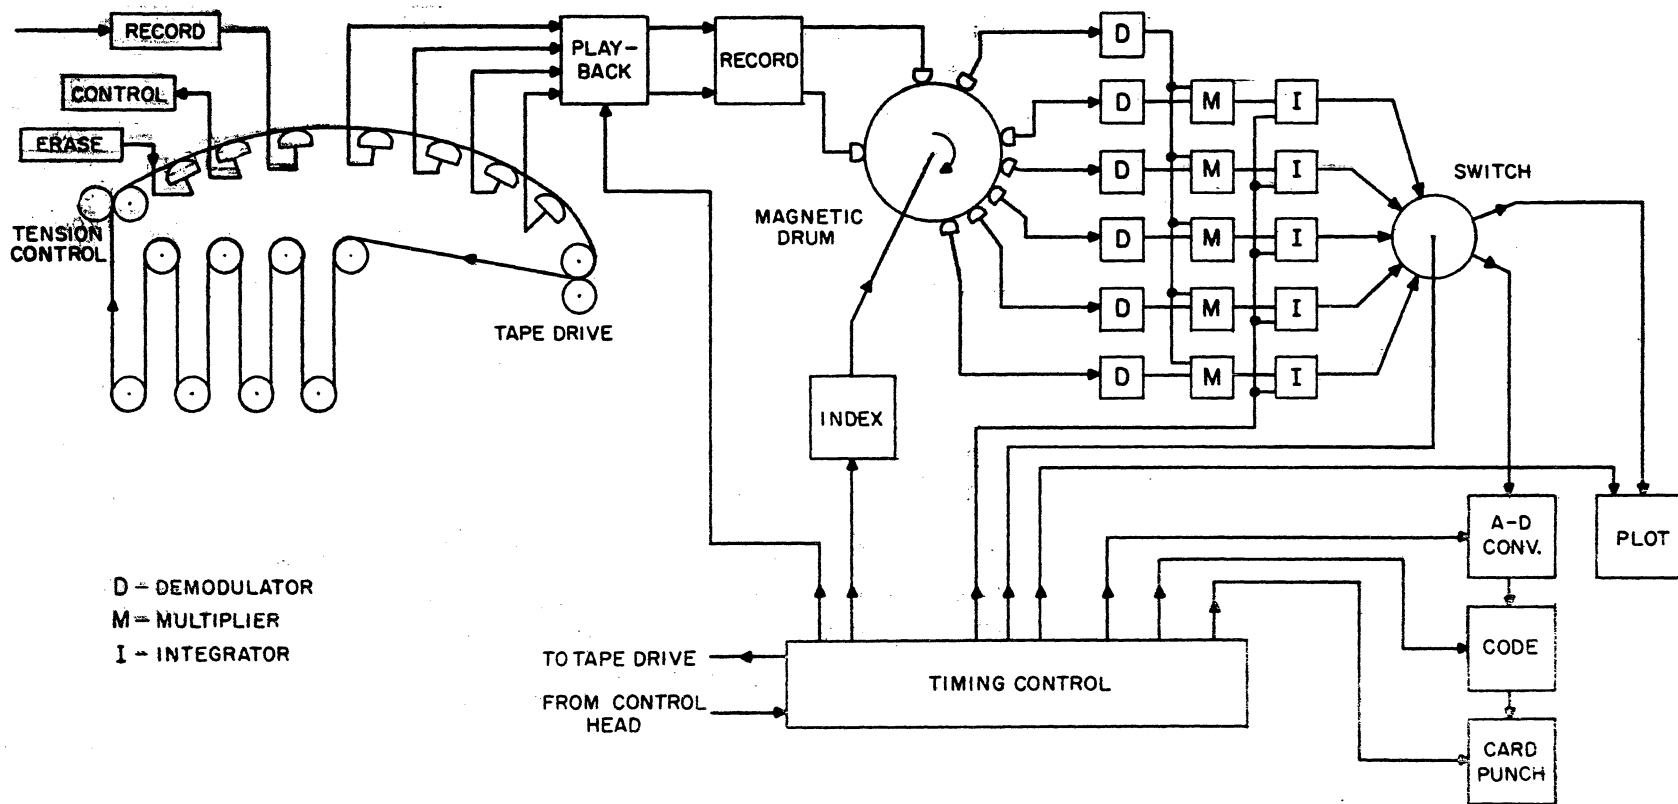 RECORD
CONTROL
ERASE
TENSION
CONTROL
TAPE DRIVE
PLAY-
BACK
RECORD
MAGNETIC
DRUM
INDEX
D
D
D
D
D
D
M
M
M
M
M
I
I
I
I
I
SWITCH
A-D
CONV.
PLOT
CODE
CARD
PUNCH
D - DEMODULATOR
M - MULTIPLIER
I - INTEGRATOR
TO TAPE DRIVE
FROM CONTROL
HEAD
TIMING CONTROL